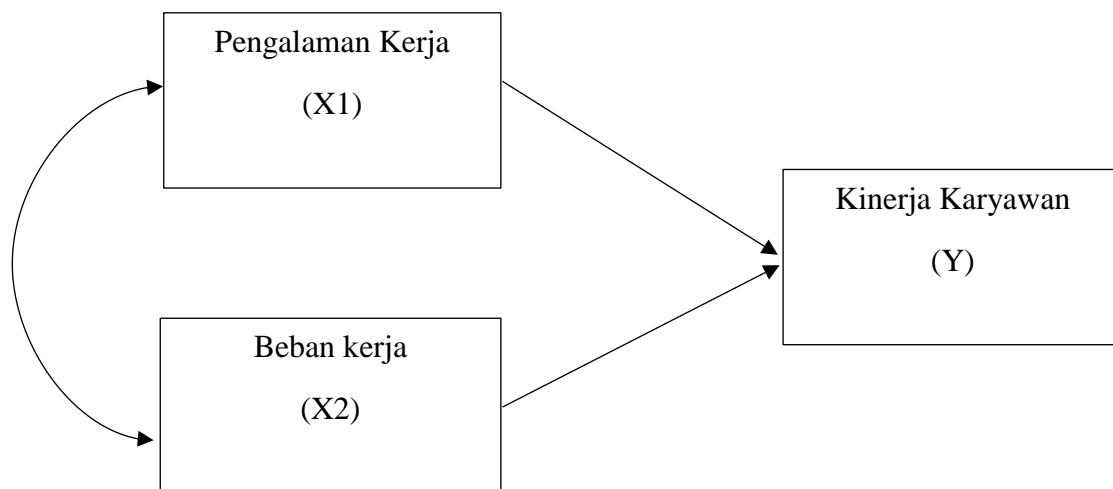 Pengalaman Kerja
(X1)
Kinerja Karyawan
(Y)
Beban kerja
(X2)